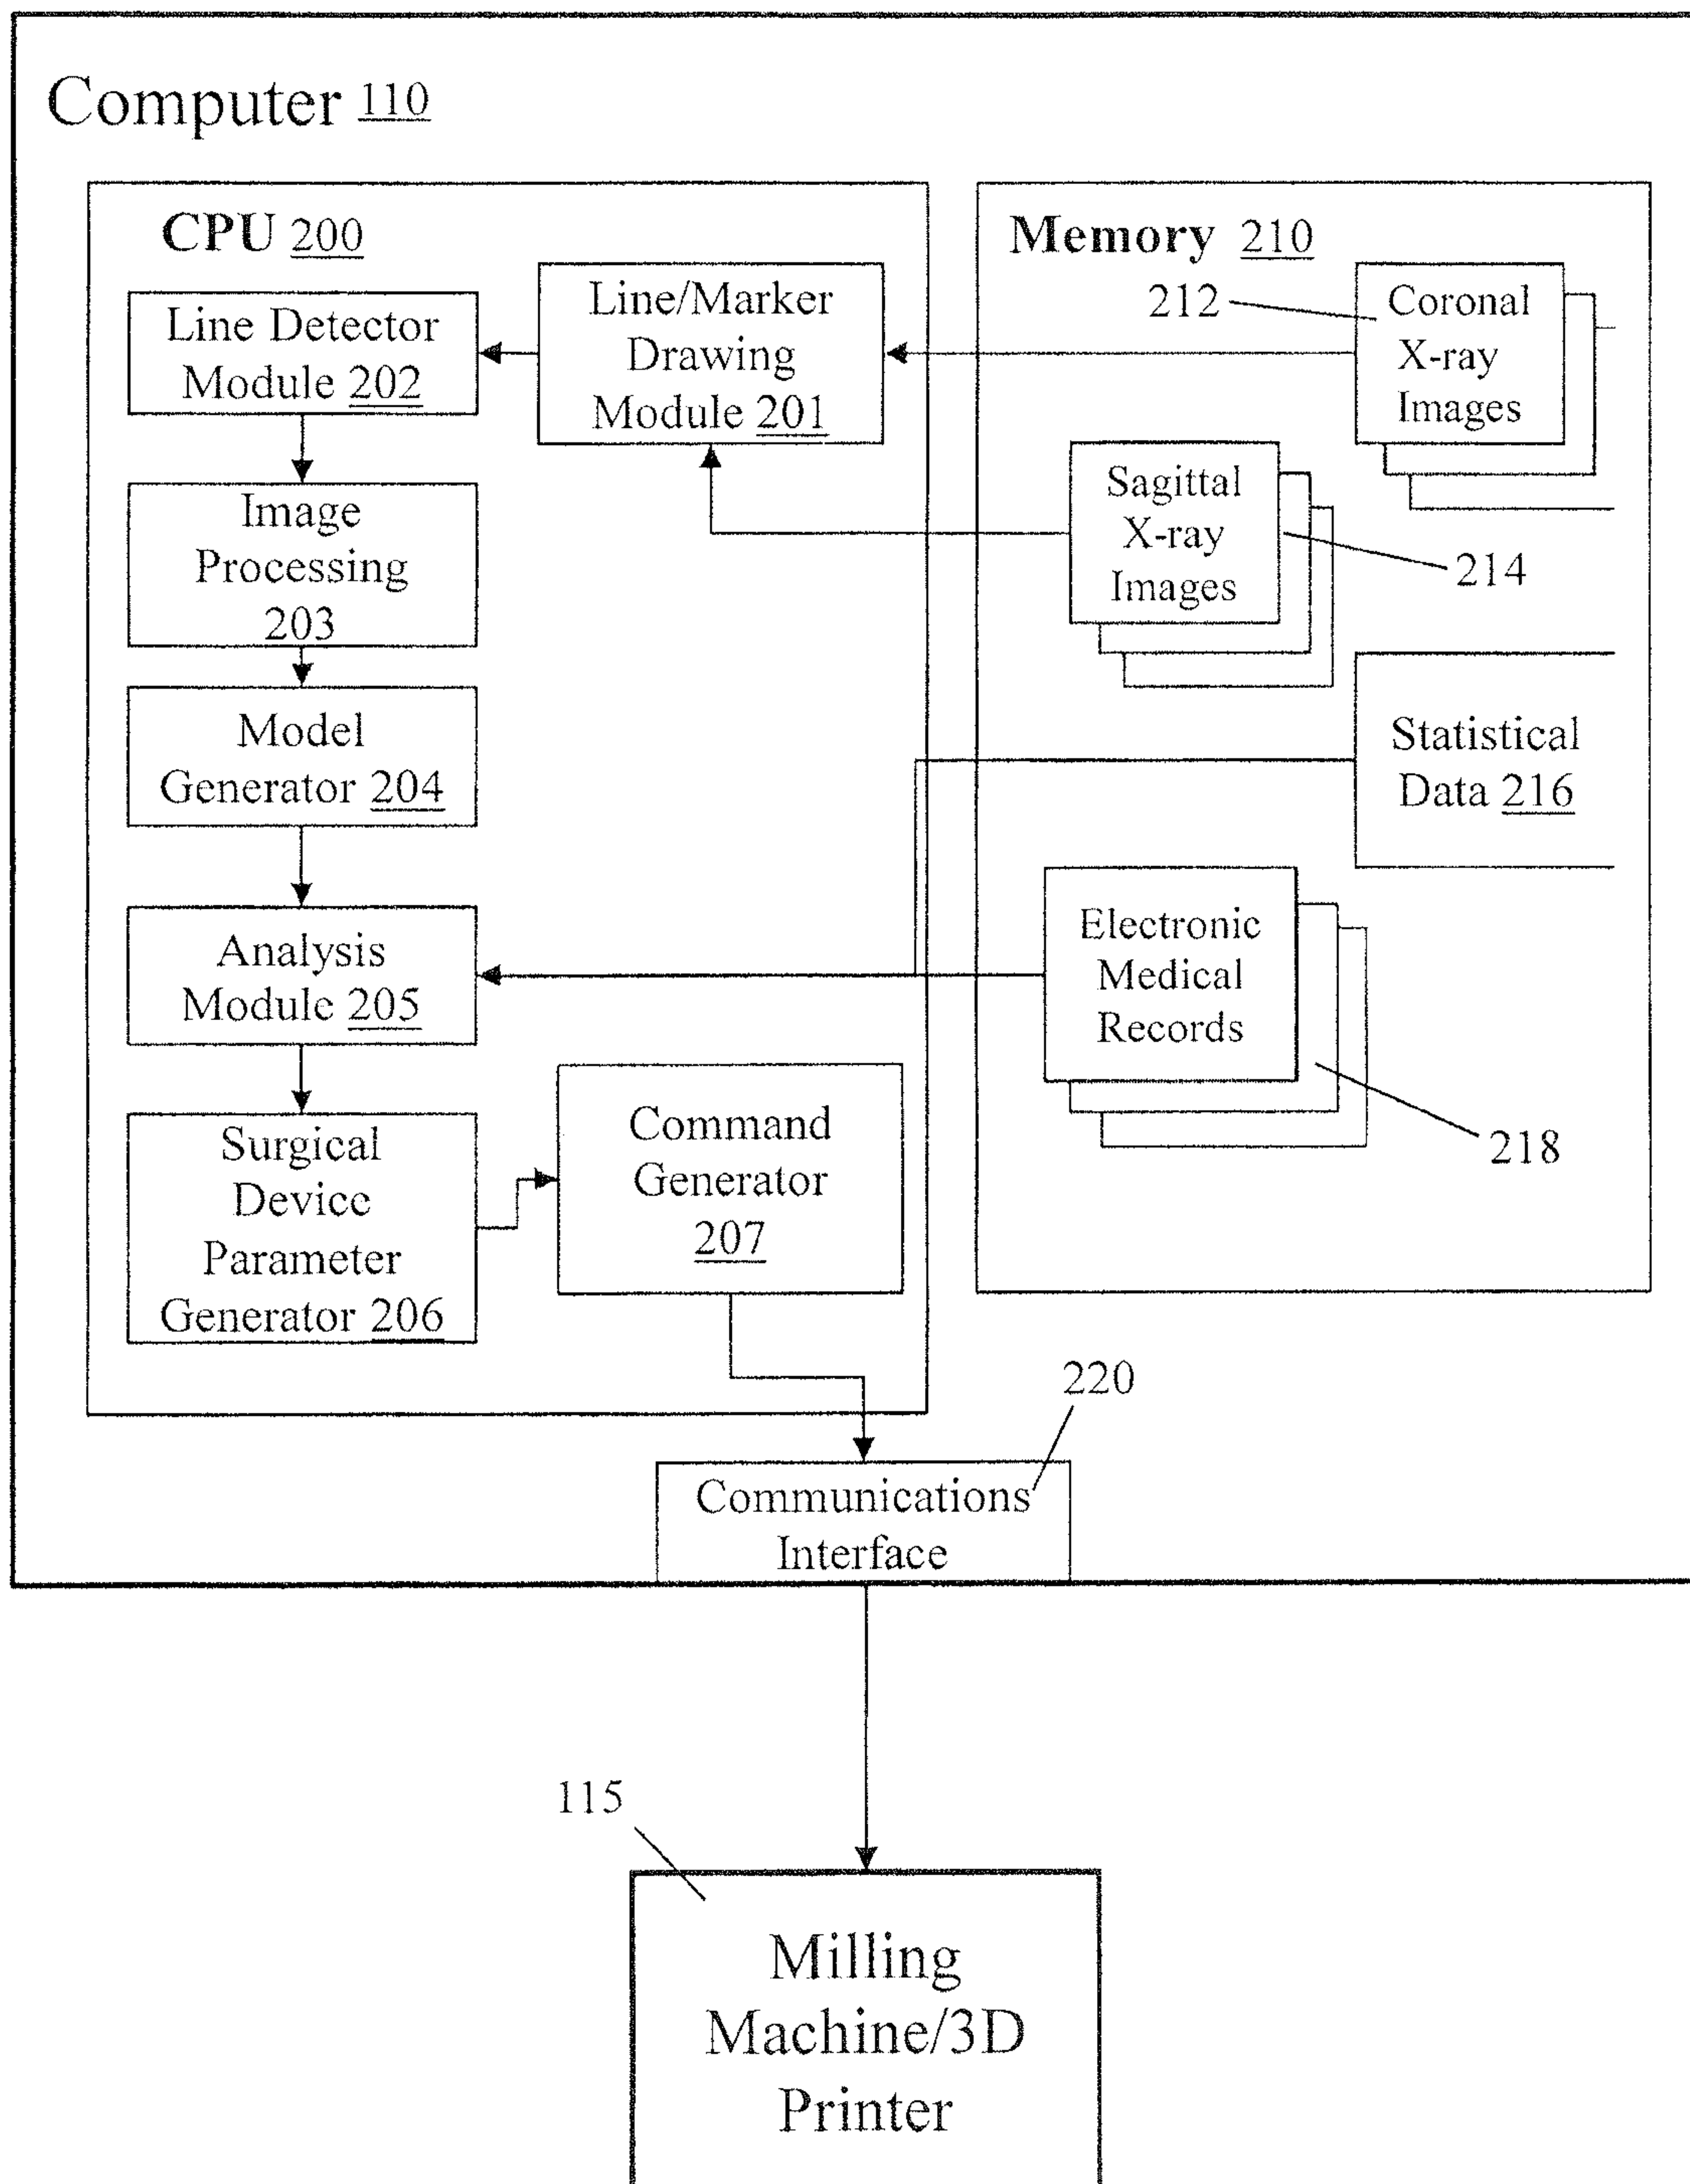 Computer 110
CPU 200
Line Detector
Module 202
Line/Marker
Drawing
Module 201
Image
Processing
203
Model
Generator 204
Analysis
Module 205
Surgical
Device
Parameter
Generator 206
Command
Generator
207
Memory 210
212
Coronal
X-ray
Images
Sagittal
X-ray
Images
214
Statistical
Data 216
Electronic
Medical
Records
218
220
Communications
Interface
115
Milling
Machine/3D
Printer